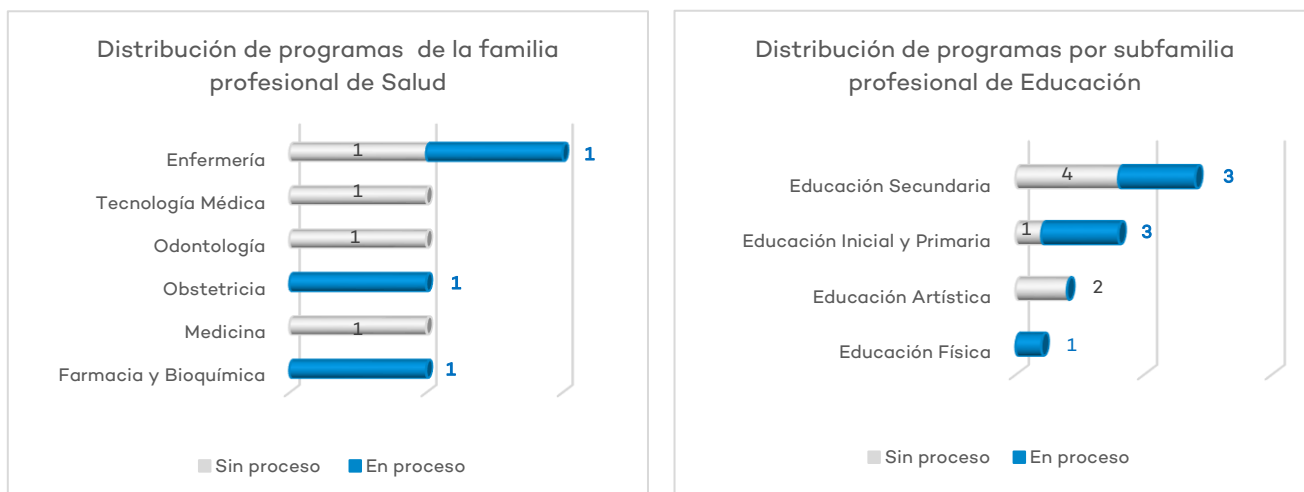 Distribución de programas de la familia
profesional de Salud
Enfermería 1 1
Tecnología Médica 1
Odontología 1
Obstetricia 1
Medicina 1
Farmacia y Bioquímica 1
Sin proceso En proceso
Distribución de programas por subfamilia
profesional de Educación
Educación Secundaria 4 3
Educación Inicial y Primaria 1 3
Educación Artística 2
Educación Física 1
Sin proceso En proceso